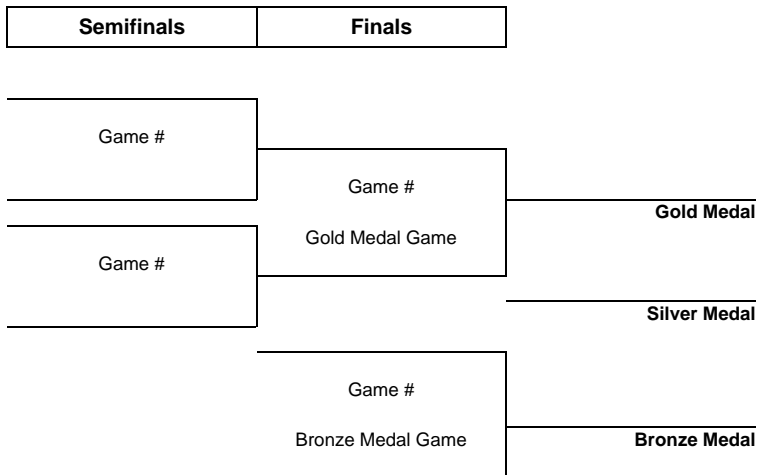 Semifinals Finals
Game #
Game #
Gold Medal
Gold Medal Game
Game #
Silver Medal
Game #
Bronze Medal Game Bronze Medal